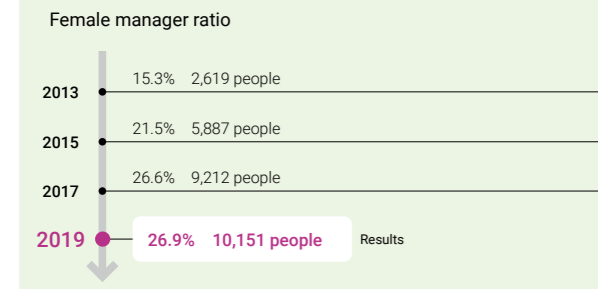 Female manager ratio
2013 15.3% 2,619 people
2015 21.5% 5,887 people
2017 26.6% 9,212 people
2019 26.9% 10,151 people Results